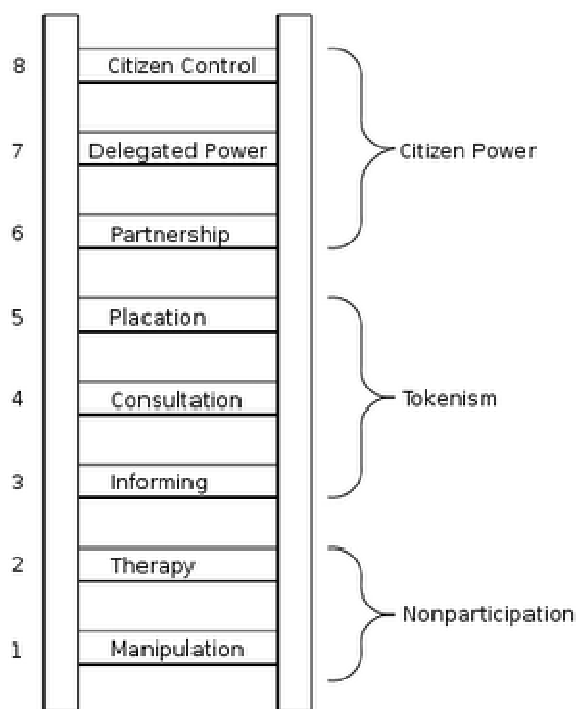 8 Citizen Control
7 Delegated Power
Citizen Power
6 Partnership
5 Placation
4 Consultation
Tokenism
3 Informing
2 Therapy
Nonparticipation
1 Manipulation